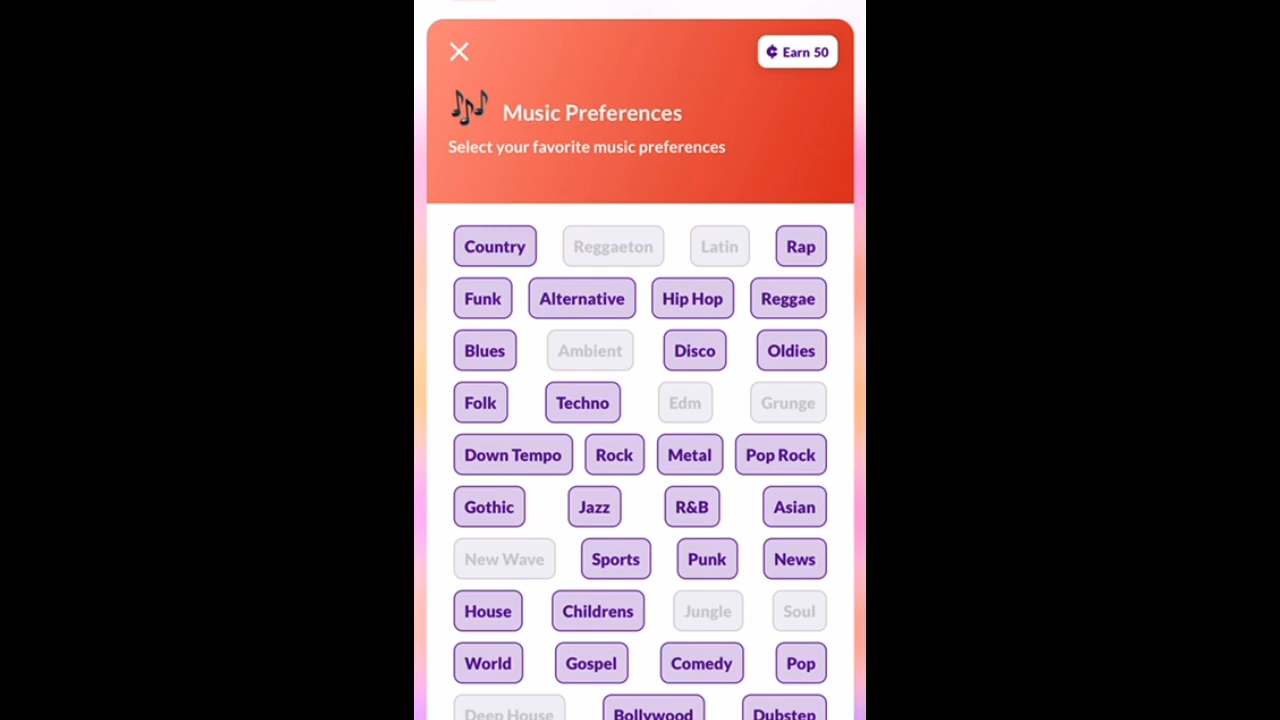 Earn 50
Music Preferences
Select your favorite music preferences
Country Reggaeton Latin Rap
Funk Alternative Hip Hop Reggae
Blues Ambient Disco Oldies
Folk Techno Edm Grunge
Down Tempo Rock Metal Pop Rock
Gothic Jazz R&B Asian
New Wave Sports Punk News
House Childrens Jungle Soul
World Gospel Comedy Pop
Deep House Bollywood Dubstep